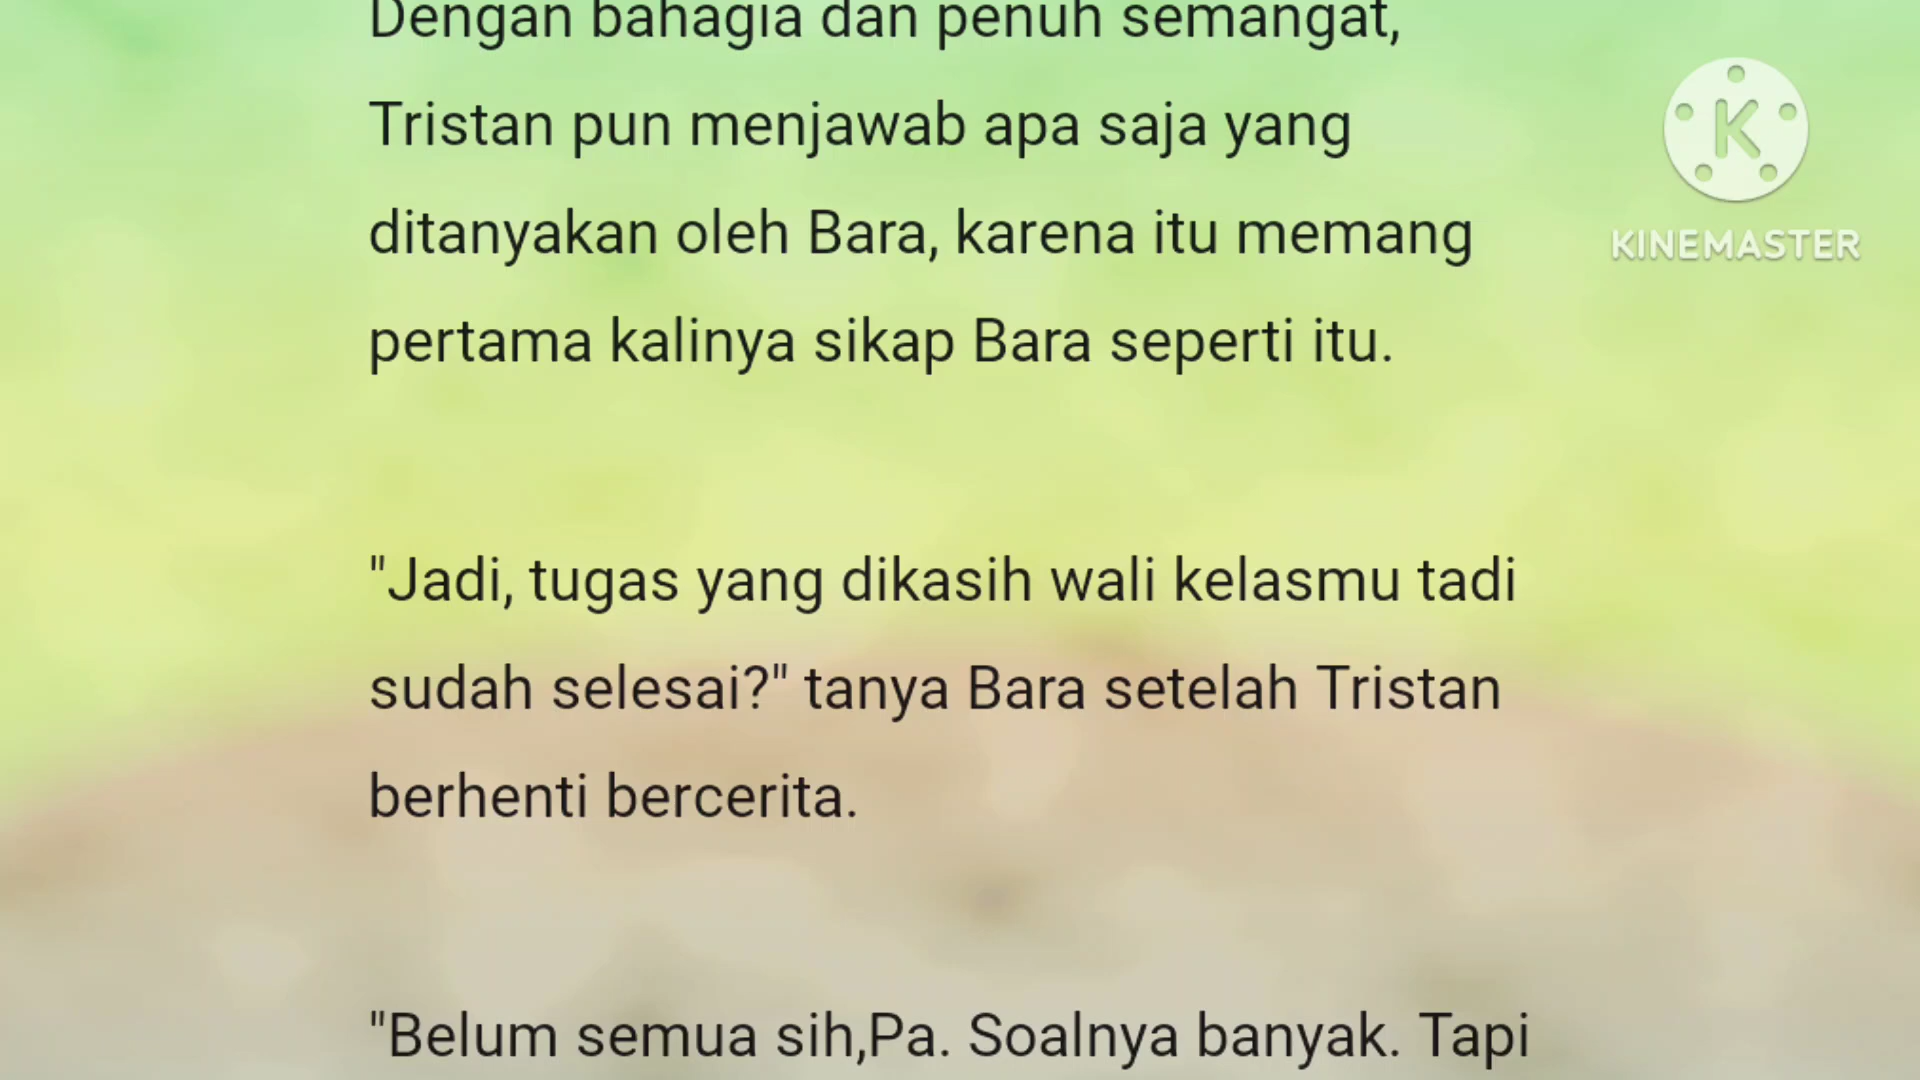 Dengan bahagia dan penuh semangat,
Tristan pun menjawab apa saja yang
ditanyakan oleh Bara, karena itu memang
pertama kalinya sikap Bara seperti itu.
"Jadi, tugas yang dikasih wali kelasmu tadi
sudah selesai?" tanya Bara setelah Tristan
berhenti bercerita.
"Belum semua sih,Pa. Soalnya banyak. Tapi
K
KINEMASTER